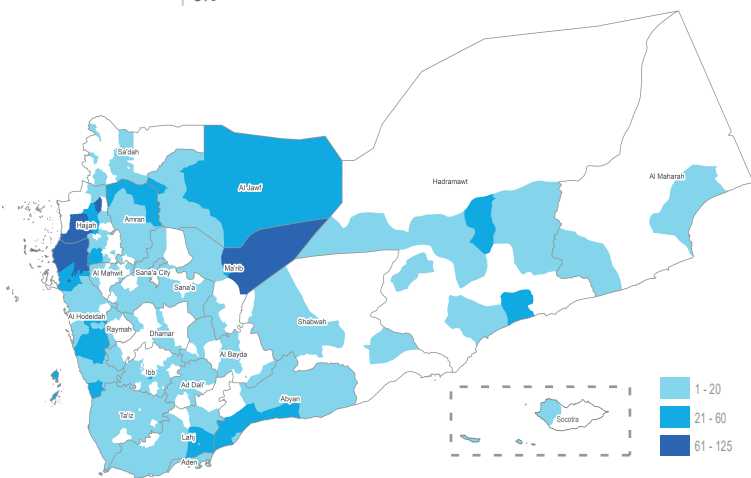 Sa'dah
Hadramawt
Al Maharah
Al Jawf
Amran
Hajjah
Ma'rib
Al Mahwit
Sana'a City
Sana'a
Al Hodeidah
Shabwah
Raymah
Dhamar
Al Bayda
Ibb
Ad Dali'
Abyan
Ta'iz
Lahj
Aden
Socotra
1 - 20
21 - 60
61 - 125